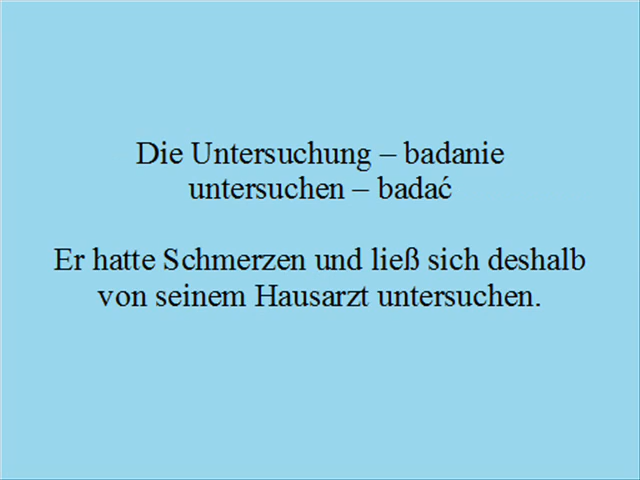 Die Untersuchung – badanie
untersuchen – badać
Er hatte Schmerzen und ließ sich deshalb
von seinem Hausarzt untersuchen.